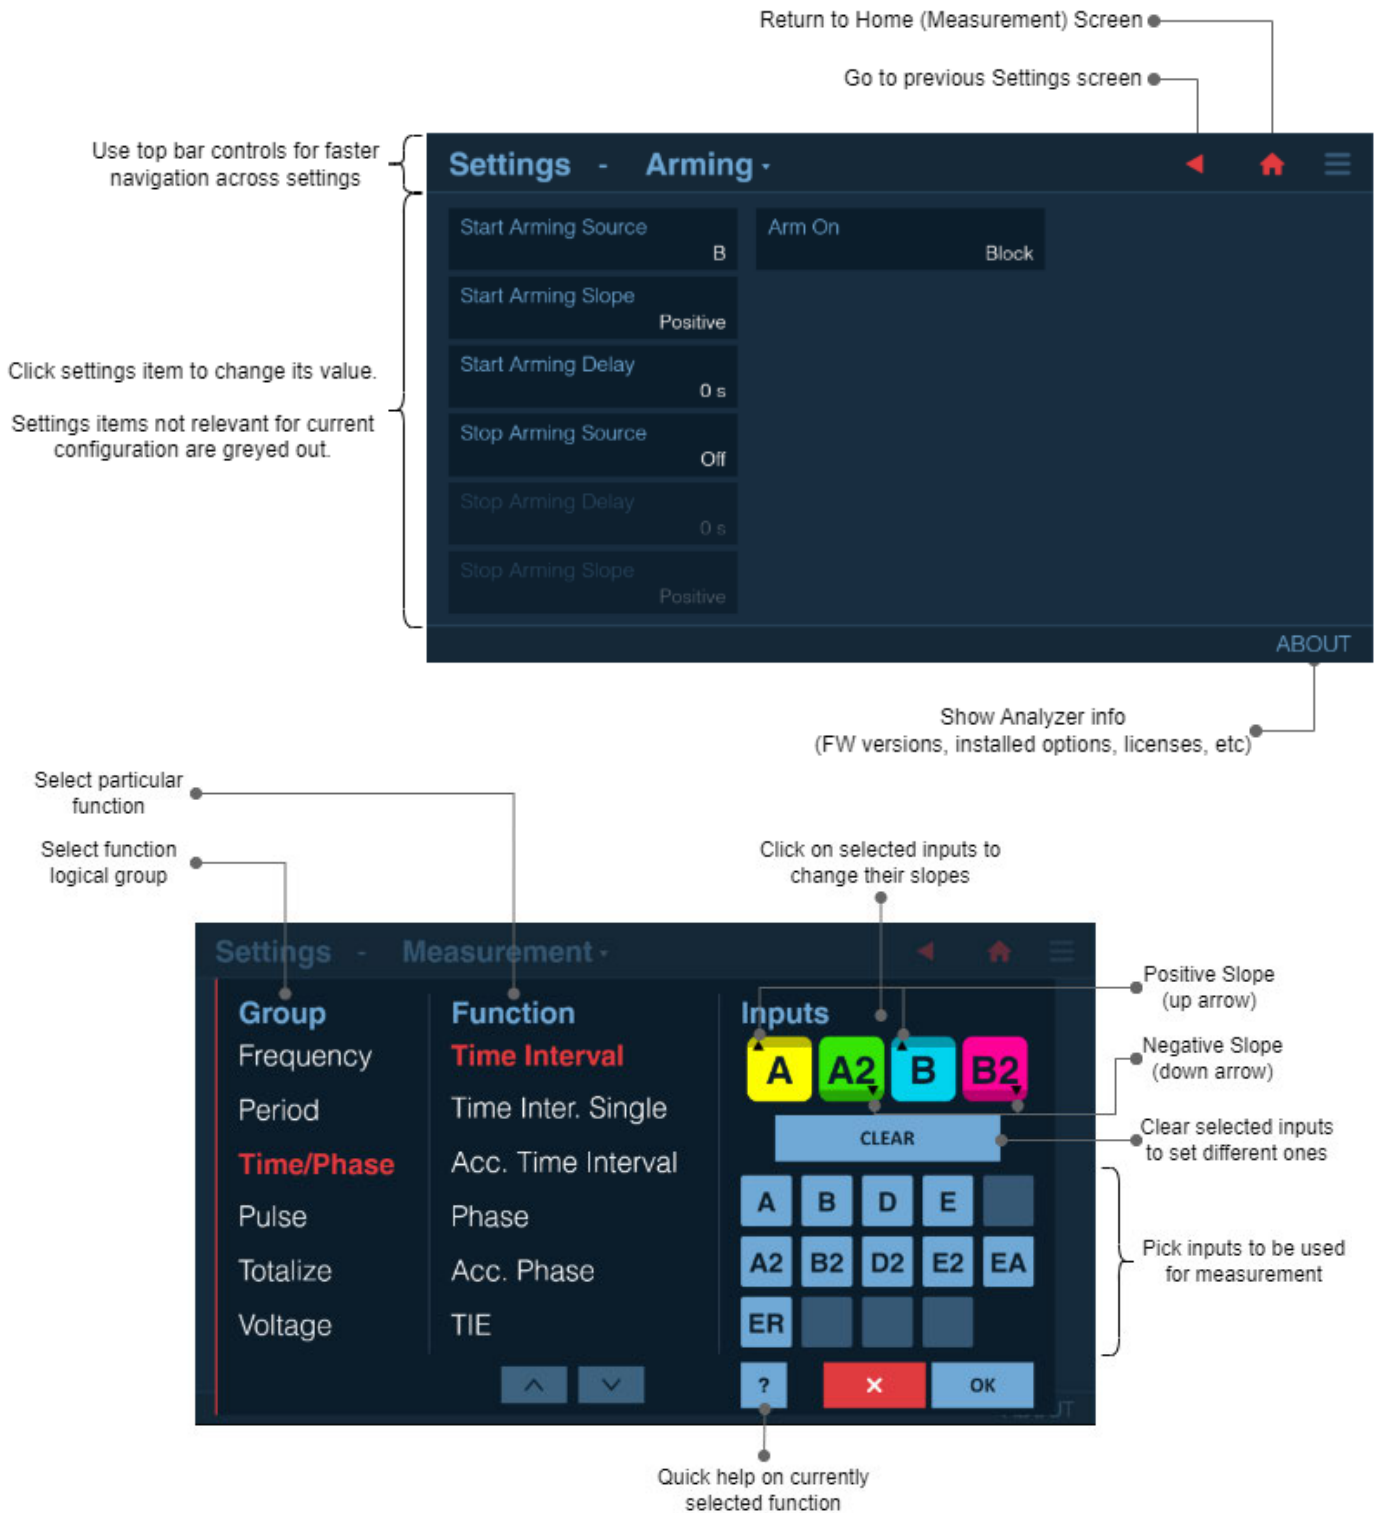 Return to Home (Measurement) Screen
Go to previous Settings screen
Use top bar controls for faster
navigation across settings
Settings - Arming
Start Arming Source
B
Arm On
Block
Start Arming Slope
Positive
Start Arming Delay
0 s
Click settings item to change its value.
Settings items not relevant for current
configuration are greyed out.
Stop Arming Source
Off
Stop Arming Delay
0 s
Stop Arming Slope
Positive
ABOUT
Show Analyzer info
(FW versions, installed options, licenses, etc)
Select particular
function
Select function
logical group
Click on selected inputs to
change their slopes
Settings - Measurement
Group
Frequency
Period
Time/Phase
Pulse
Totalize
Voltage
Function
Time Interval
Time Inter. Single
Acc. Time Interval
Phase
Acc. Phase
TIE
Inputs
A A2 B B2
CLEAR
A B D E
A2 B2 D2 E2 EA
ER
? × OK
ABOUT
Positive Slope
(up arrow)
Negative Slope
(down arrow)
Clear selected inputs
to set different ones
Pick inputs to be used
for measurement
Quick help on currently
selected function